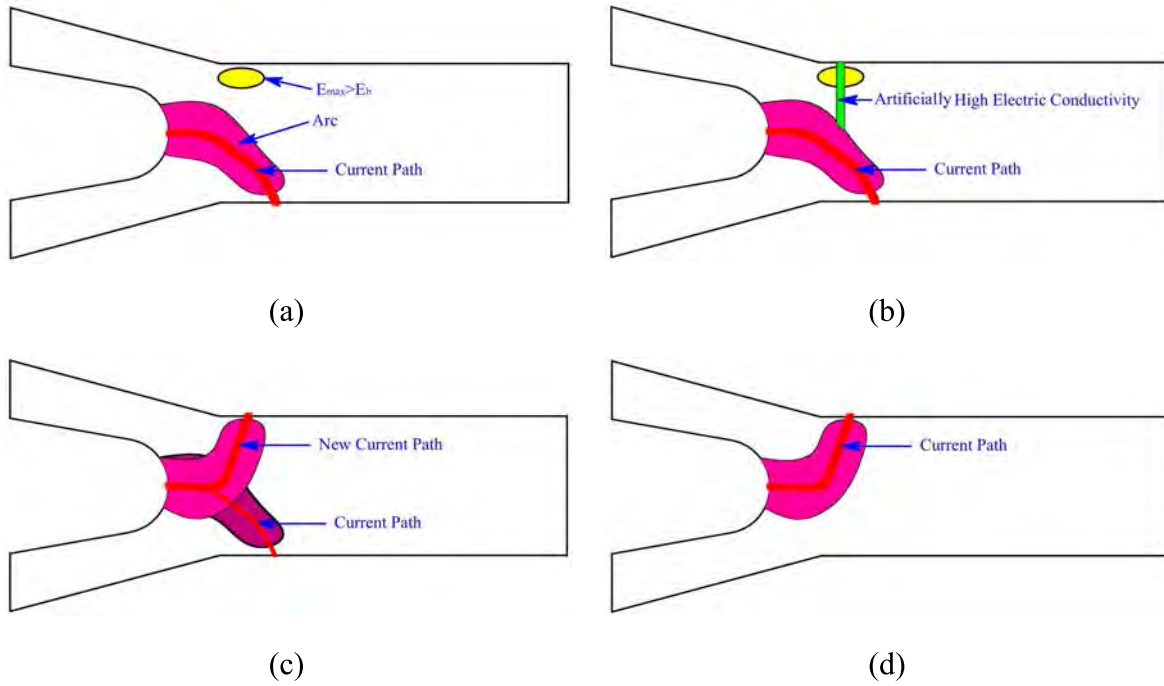 Emax>Eb
Arc
Current Path
(a)
Artificially High Electric Conductivity
Current Path
(b)
New Current Path
Current Path
(c)
Current Path
(d)